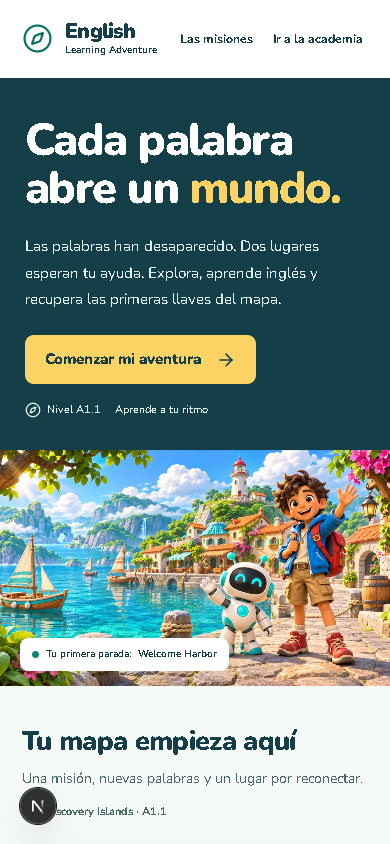 English
Learning Adventure
Las misiones
Ir a la academia
Cada palabra
abre un mundo.
Las palabras han desaparecido. Dos lugares
esperan tu ayuda. Explora, aprende inglés y
recupera las primeras llaves del mapa.
Comenzar mi aventura
Nivel A1.1
Aprende a tu ritmo
Tu primera parada: Welcome Harbor
Tu mapa empieza aquí
Una misión, nuevas palabras y un lugar por reconectar.
N
scovery Islands · A1.1